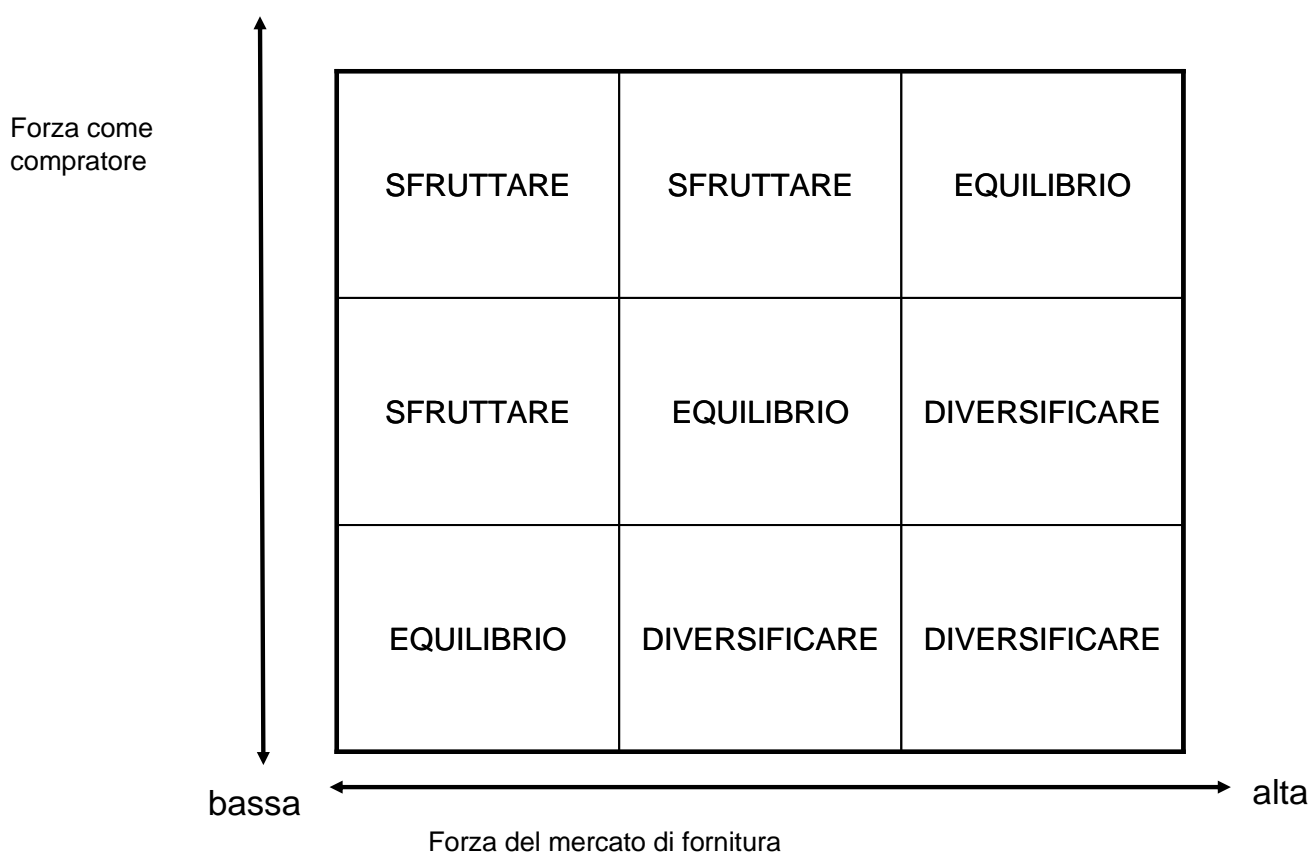 Forza come
compratore
SFRUTTARE
SFRUTTARE
EQUILIBRIO
SFRUTTARE
EQUILIBRIO
DIVERSIFICARE
EQUILIBRIO
DIVERSIFICARE
DIVERSIFICARE
bassa
alta
Forza del mercato di fornitura